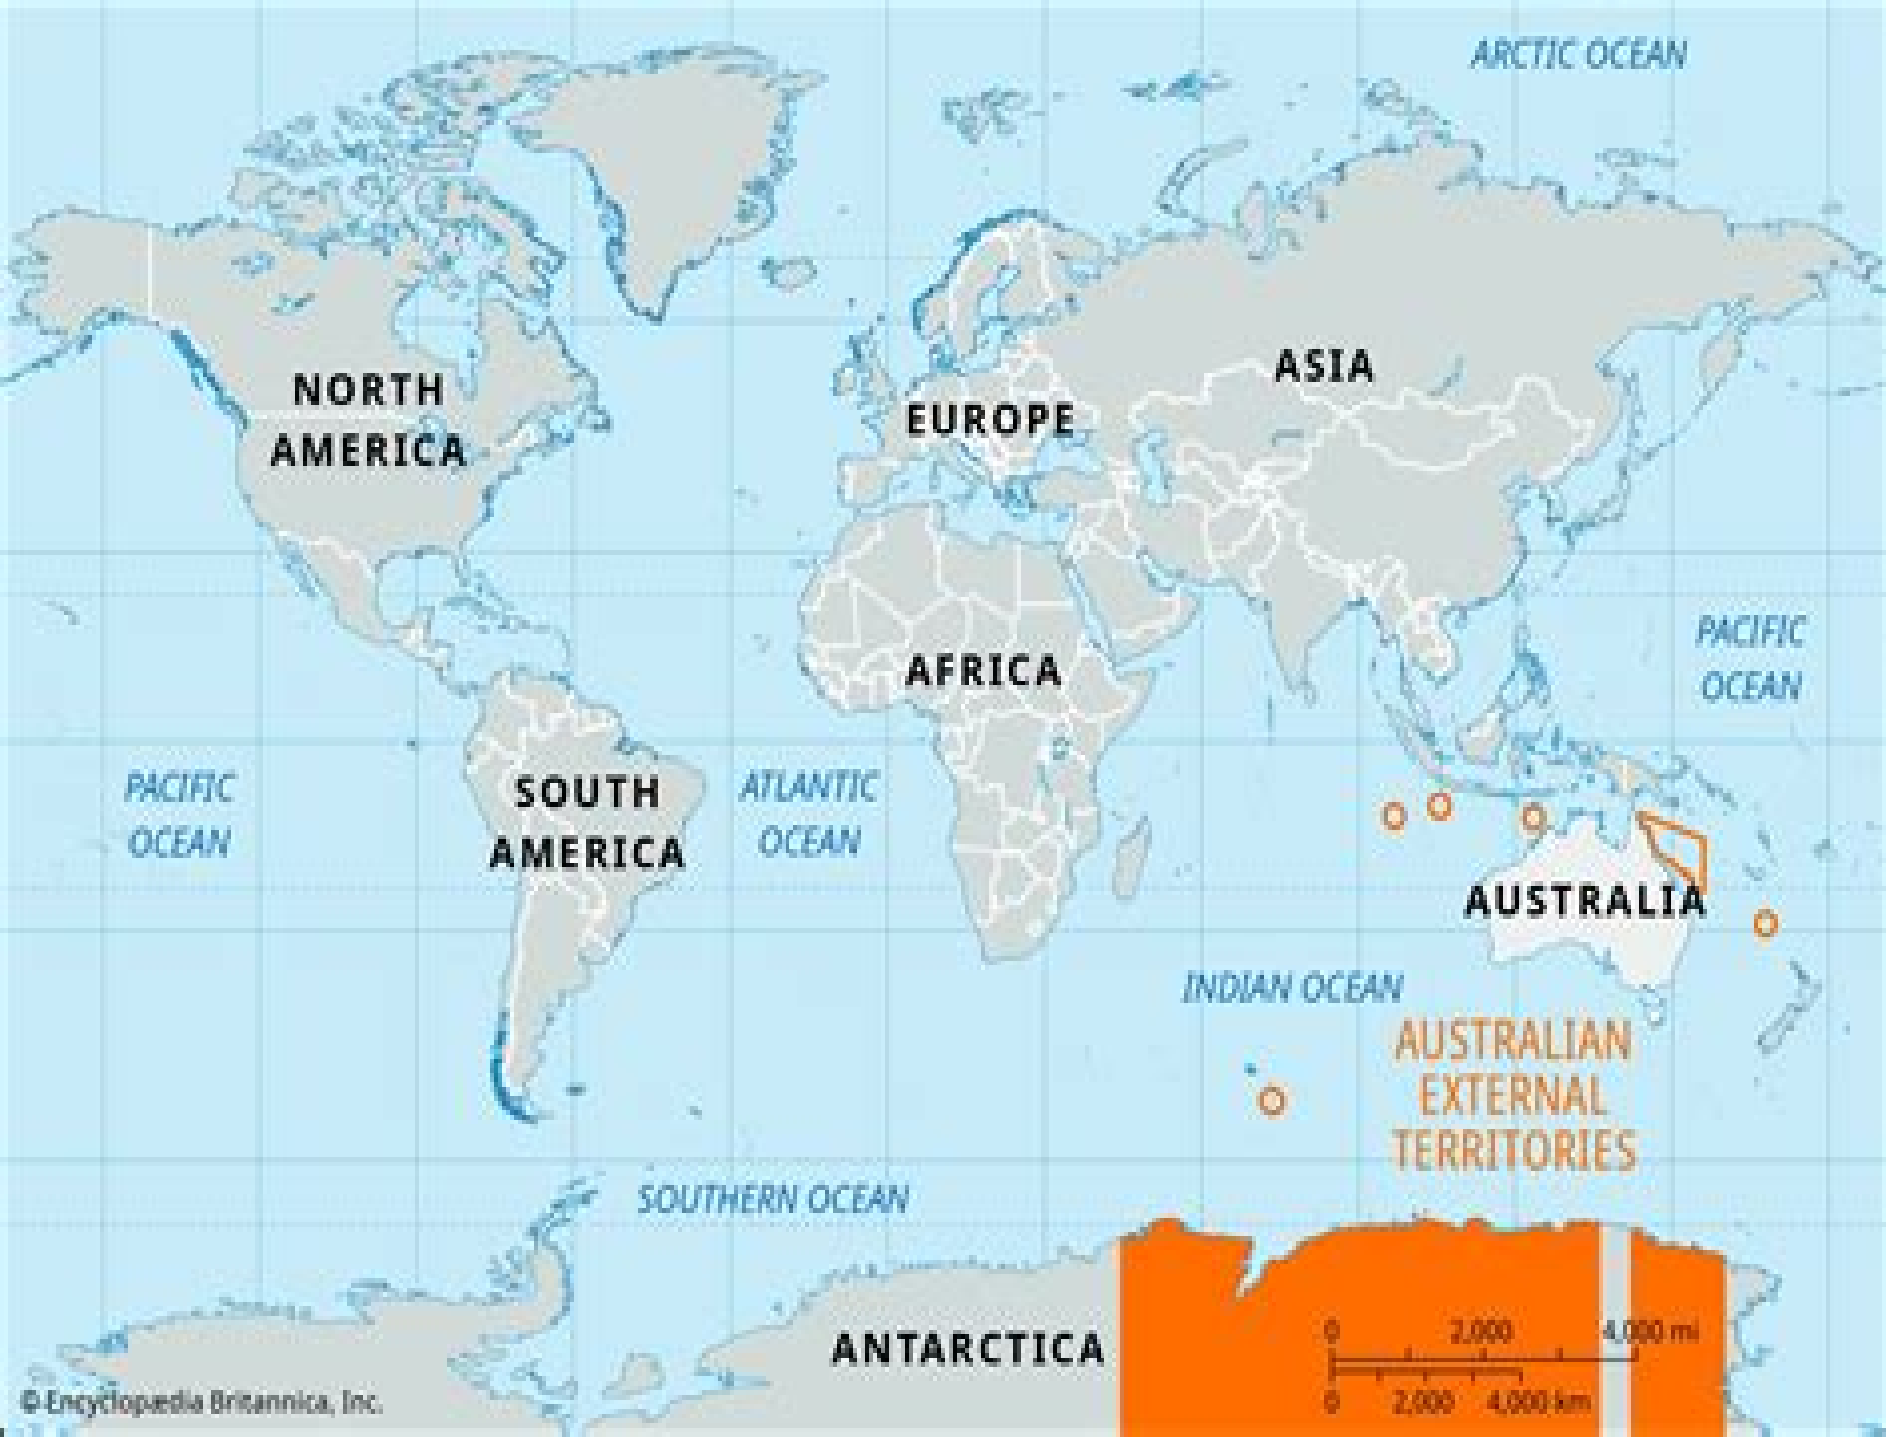 ARCTIC OCEAN
NORTH
AMERICA
ASIA
EUROPE
PACIFIC
OCEAN
AFRICA
PACIFIC
OCEAN
SOUTH
AMERICA
ATLANTIC
OCEAN
AUSTRALIA
INDIAN OCEAN
AUSTRALIAN
EXTERNAL
TERRITORIES
SOUTHERN OCEAN
ANTARCTICA
0 2,000 4,000 mi
0 2,000 4,000 km
© Encyclopædia Britannica, Inc.